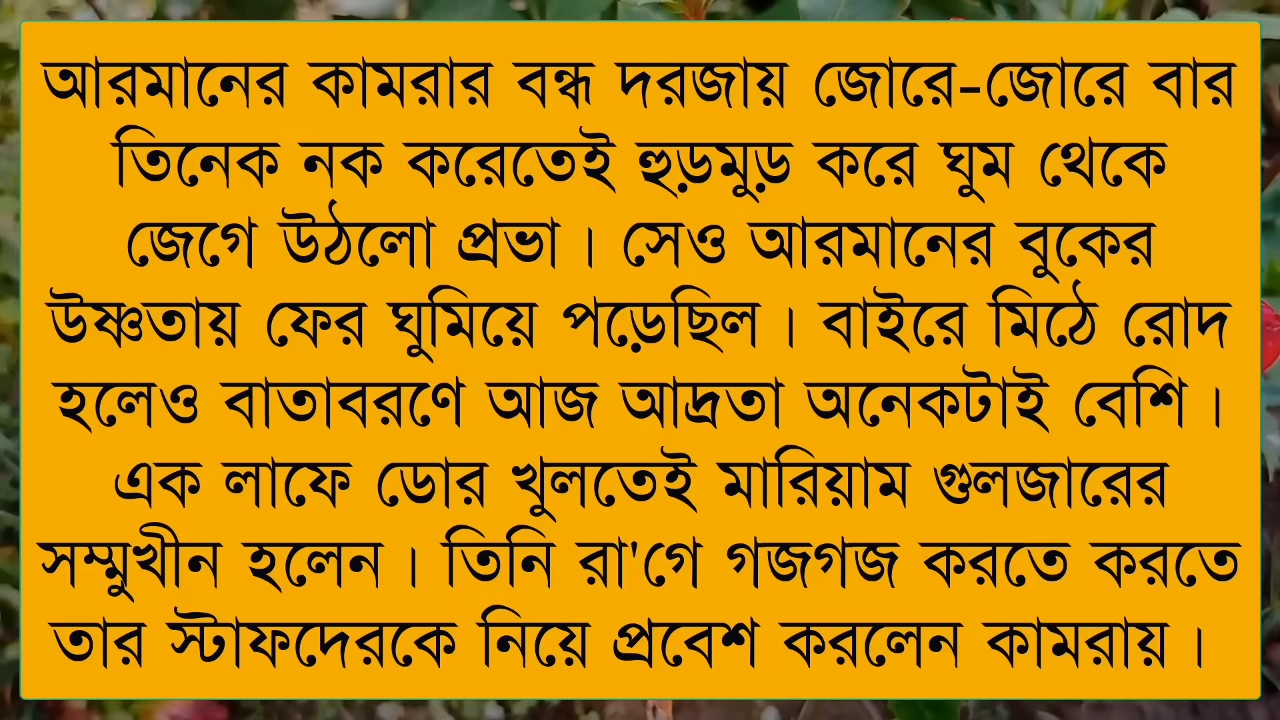 আরমানের কামরার বন্ধ দরজায় জোরে-জোরে বার
তিনেক নক করেতেই হুড়মুড় করে ঘুম থেকে
জেগে উঠলো প্রভা । সেও আরমানের বুকের
উষ্ণতায় ফের ঘুমিয়ে পড়েছিল । বাইরে মিঠে রোদ
হলেও বাতাবরণে আজ আদ্রতা অনেকটাই বেশি ।
এক লাফে ডোর খুলতেই মারিয়াম গুলজারের
সম্মুখীন হলেন । তিনি রা'গে গজগজ করতে করতে
তার স্টাফদেরকে নিয়ে প্রবেশ করলেন কামরায় ।